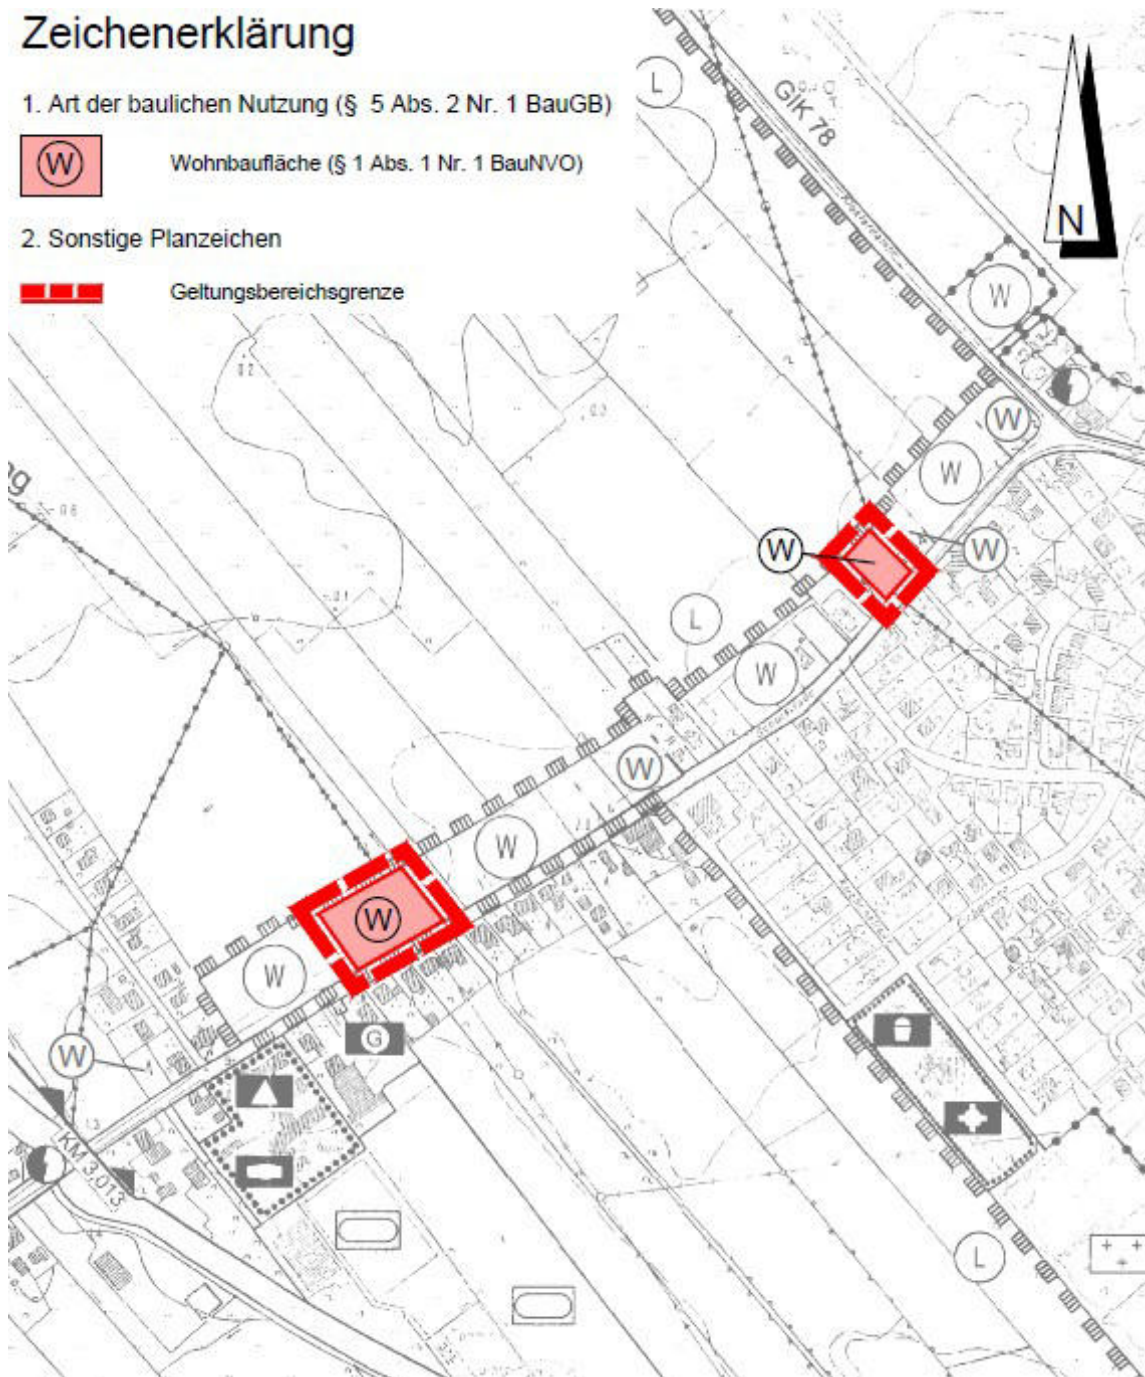 Zeichenerklärung
1. Art der baulichen Nutzung (§ 5 Abs. 2 Nr. 1 BauGB)
W
Wohnbaufläche (§ 1 Abs. 1 Nr. 1 BauNVO)
2. Sonstige Planzeichen
Geltungsbereichsgrenze
L
GIK 78
N
W
W
W
W
W
L
W
W
W
W
W
G
W
KM 3,013
L